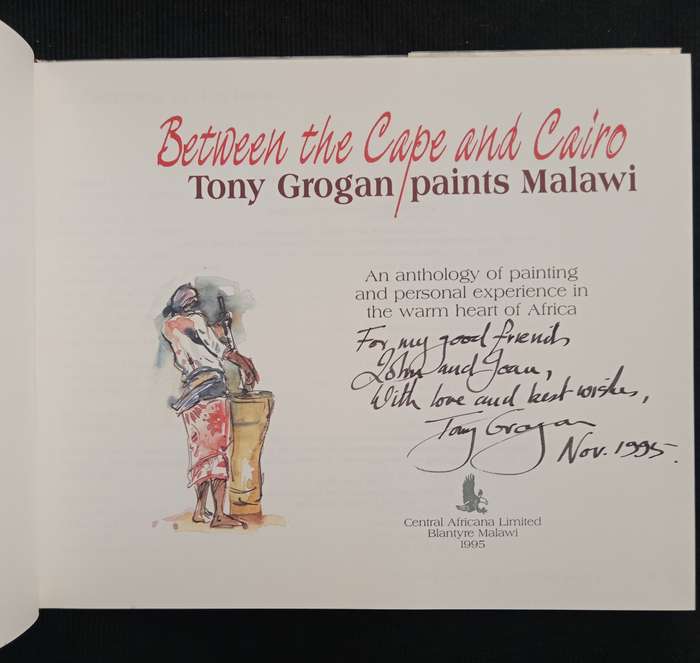 Between the Cape and Cairo
Tony Grogan paints Malawi
An anthology of painting
and personal experience in
the warm heart of Africa
For my good friends
John and Joan,
With love and best wishes,
Tony Grogan
Nov. 1995.
Central Africana Limited
Blantyre Malawi
1995